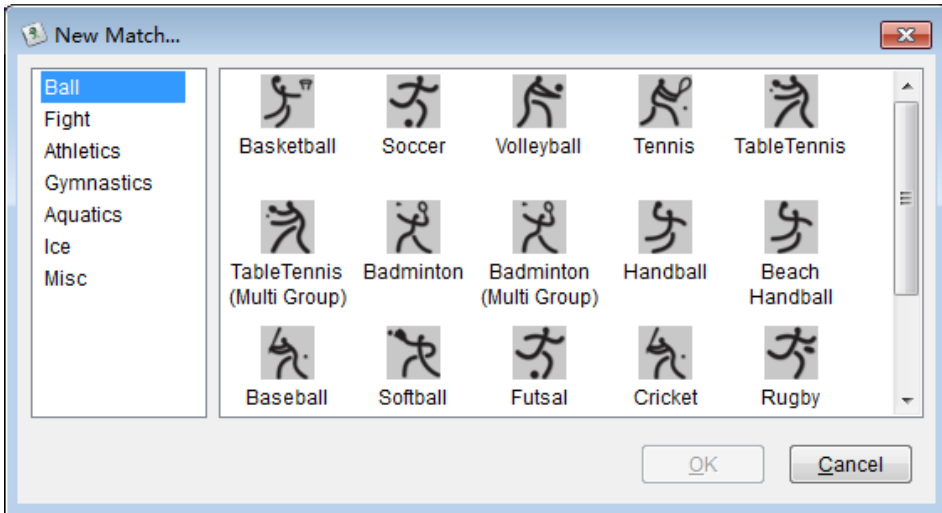 New Match...
Ball
Fight
Athletics
Gymnastics
Aquatics
Ice
Misc
Basketball Soccer Volleyball Tennis TableTennis
TableTennis Badminton Badminton Handball Beach
(Multi Group) (Multi Group) Handball
Baseball Softball Futsal Cricket Rugby
OK Cancel